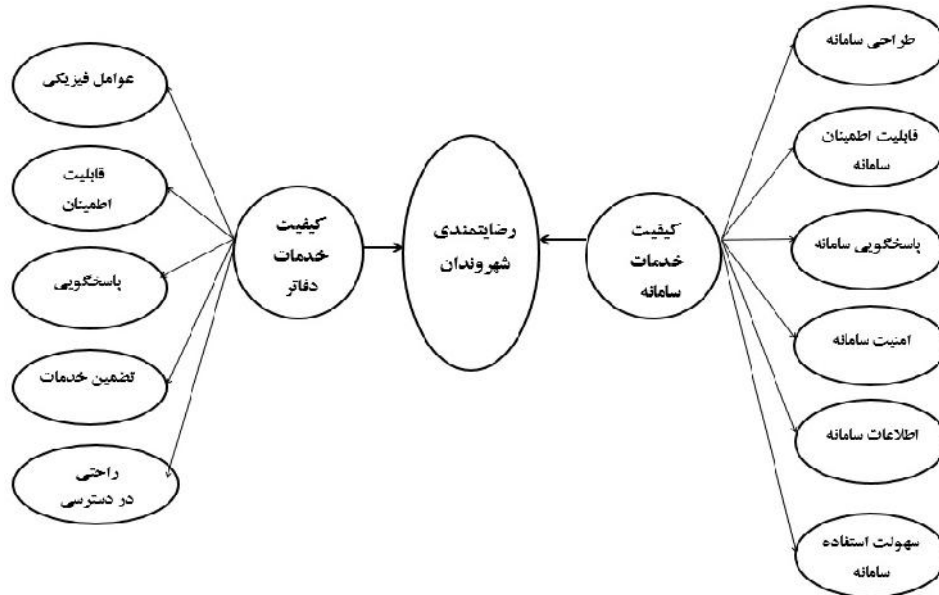 طراحی سامانه
قابلیت اطمینان
سامانه
پاسخگویی سامانه
امنیت سامانه
اطلاعات سامانه
سهولت استفاده
سامانه
کیفیت
خدمات
سامانه
رضایتمندی
شهروندان
کیفیت
خدمات
دفاتر
عوامل فیزیکی
قابلیت
اطمینان
پاسخگویی
تضمین خدمات
راحتی
در دسترسی